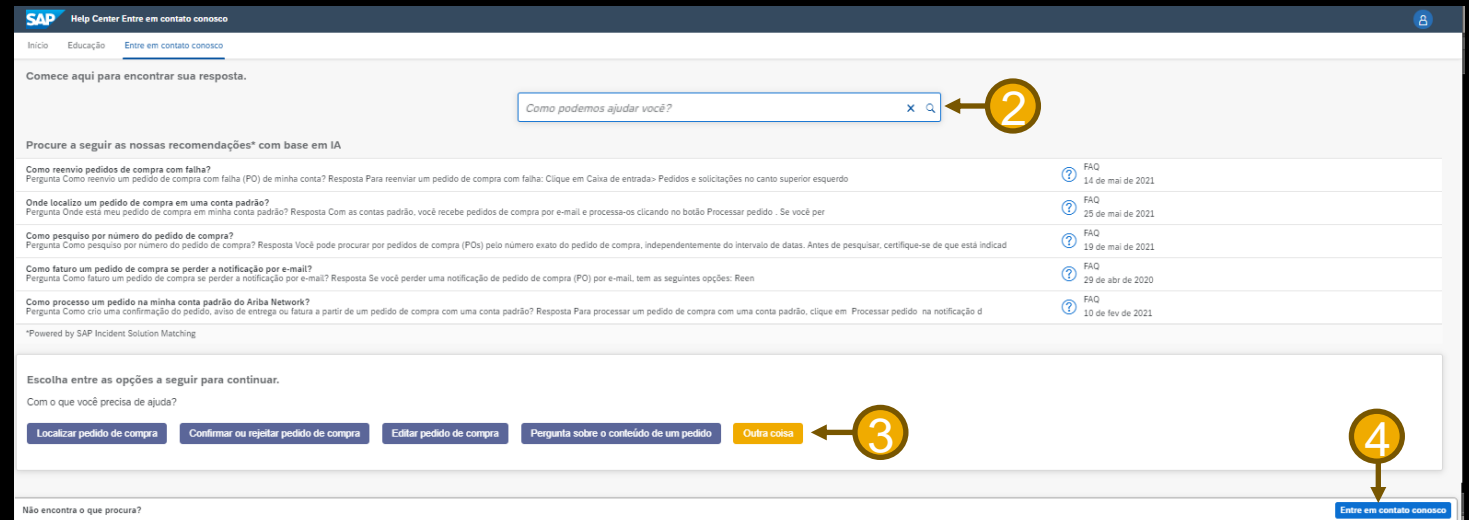 SAP Help Center Entre em contato conosco
Início Educação Entre em contato conosco
Comece aqui para encontrar sua resposta.
Como podemos ajudar você?
2
Procure a seguir as nossas recomendações* com base em IA
Como reenvio pedidos de compra com falha?
Pergunta Como reenvio um pedido de compra com falha (PO) de minha conta? Resposta Para reenviar um pedido de compra com falha: Clique em Caixa de entrada> Pedidos e solicitações no canto superior esquerdo
FAQ
14 de mai de 2021
Onde localizo um pedido de compra em uma conta padrão?
Pergunta Onde está meu pedido de compra em minha conta padrão? Resposta Com as contas padrão, você recebe pedidos de compra por e-mail e processa-os clicando no botão Processar pedido . Se você per
FAQ
25 de mai de 2021
Como pesquiso por número do pedido de compra?
Pergunta Como pesquiso por número do pedido de compra? Resposta Você pode procurar por pedidos de compra (POs) pelo número exato do pedido de compra, independentemente do intervalo de datas. Antes de pesquisar, certifique-se de que está indicad
FAQ
19 de mai de 2021
Como faturo um pedido de compra se perder a notificação por e-mail?
Pergunta Como faturo um pedido de compra se perder a notificação por e-mail? Resposta Se você perder uma notificação de pedido de compra (PO) por e-mail, tem as seguintes opções: Reen
FAQ
29 de abr de 2020
Como processo um pedido na minha conta padrão do Ariba Network?
Pergunta Como crio uma confirmação do pedido, aviso de entrega ou fatura a partir de um pedido de compra com uma conta padrão? Resposta Para processar um pedido de compra com uma conta padrão, clique em Processar pedido na notificação d
FAQ
10 de fev de 2021
*Powered by SAP Incident Solution Matching
Escolha entre as opções a seguir para continuar.
Com o que você precisa de ajuda?
Localizar pedido de compra Confirmar ou rejeitar pedido de compra Editar pedido de compra Pergunta sobre o conteúdo de um pedido Outra coisa 3
4
Não encontra o que procura? Entre em contato conosco